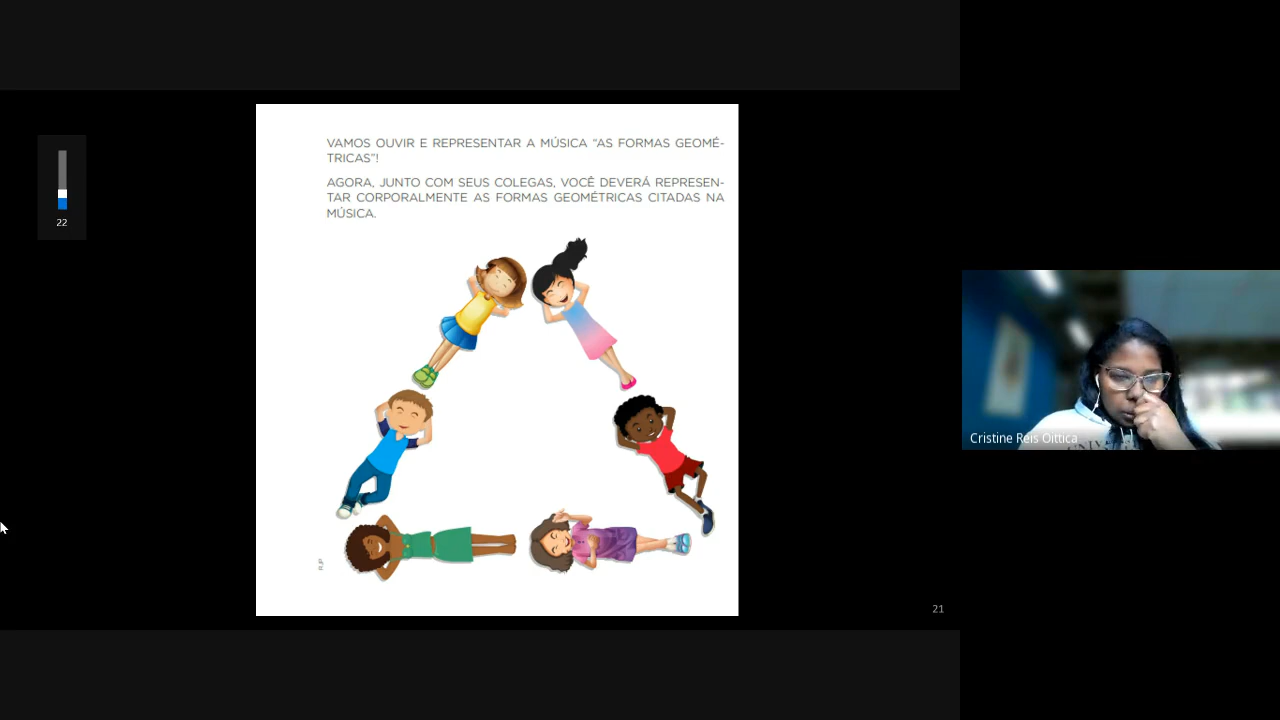 VAMOS OUVIR E REPRESENTAR A MÚSICA “AS FORMAS GEOMÉ-
TRICAS”!
AGORA, JUNTO COM SEUS COLEGAS, VOCÊ DEVERÁ REPRESEN-
TAR CORPORALMENTE AS FORMAS GEOMÉTRICAS CITADAS NA
MÚSICA.
22
Cristine Reis Oittica
21